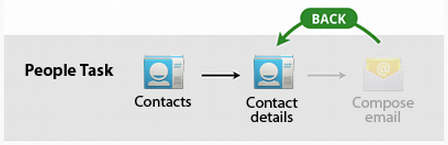 BACK
People Task
Contacts
Contact
details
Compose
email